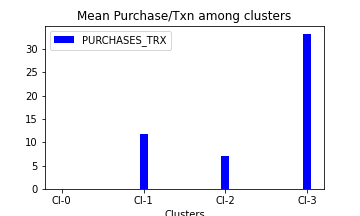 Mean Purchase/Txn among clusters
PURCHASES_TRX
30
25
20
15
10
5
0
Cl-0 Cl-1 Cl-2 Cl-3
Clusters